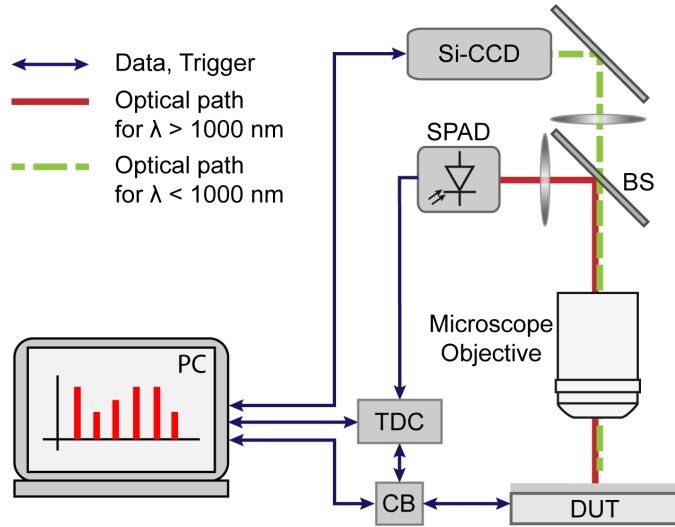 Data, Trigger
Optical path
for λ > 1000 nm
Optical path
for λ < 1000 nm
Si-CCD
SPAD
BS
Microscope
Objective
PC
TDC
CB
DUT